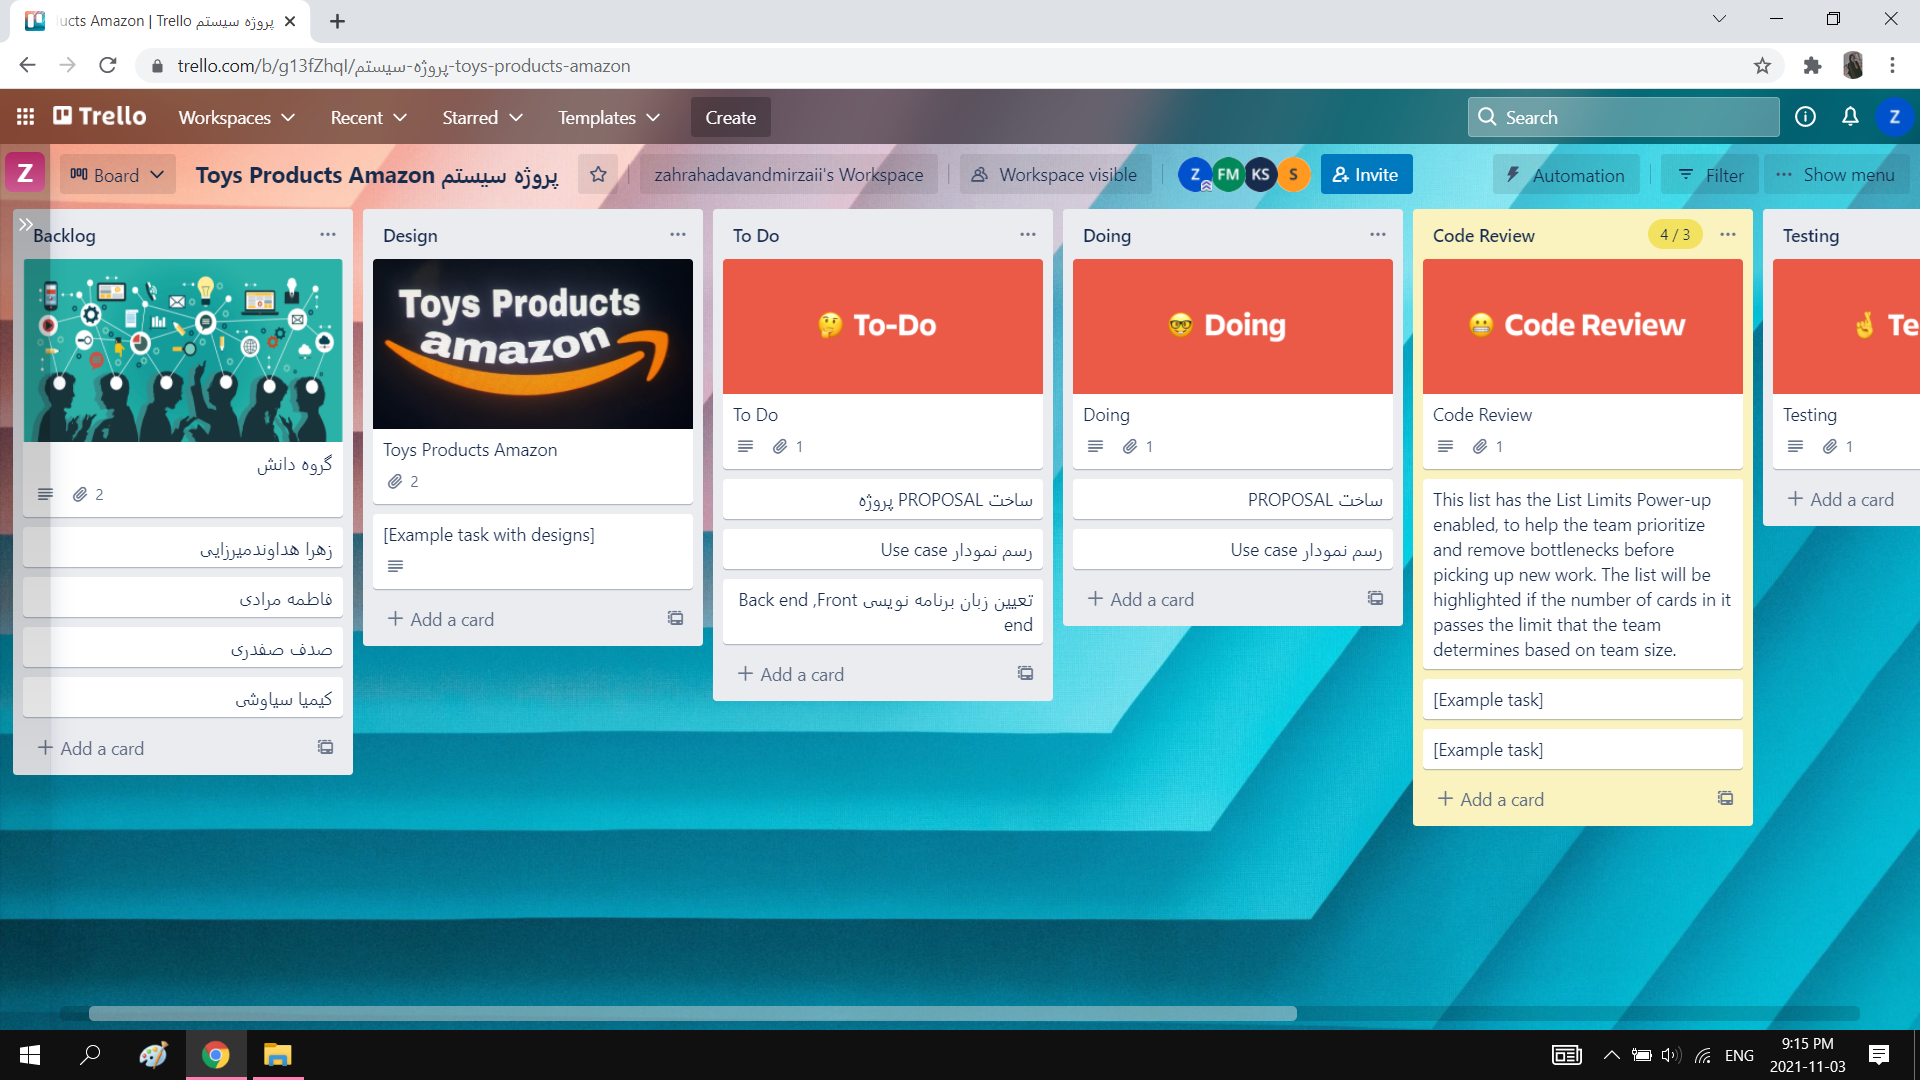 ucts Amazon | Trello پروژه سیستم
trello.com/b/g13fZhqI/پروژه-سیستم-toys-products-amazon
Trello
Workspaces
Recent
Starred
Templates
Create
Search
Z
Z
Board
Toys Products Amazon پروژه سیستم
zahrahadavandmirzaii's Workspace
Workspace visible
Z
FM
KS
S
Invite
Automation
Filter
Show menu
Backlog
گروه دانش
2
زهرا هداوندمیرزایی
فاطمه مرادی
صدف صفدری
کیمیا سیاوشی
Add a card
Design
Toys Products
amazon
Toys Products Amazon
2
[Example task with designs]
Add a card
To Do
To-Do
To Do
1
ساخت PROPOSAL پروژه
رسم نمودار Use case
تعیین زبان برنامه نویسی Back end ,Front
end
Add a card
Doing
Doing
Doing
1
ساخت PROPOSAL
رسم نمودار Use case
Add a card
Code Review
4 / 3
Code Review
Code Review
1
This list has the List Limits Power-up
enabled, to help the team prioritize
and remove bottlenecks before
picking up new work. The list will be
highlighted if the number of cards in it
passes the limit that the team
determines based on team size.
[Example task]
[Example task]
Add a card
Testing
Te
Testing
1
Add a card
ENG
9:15 PM
2021-11-03